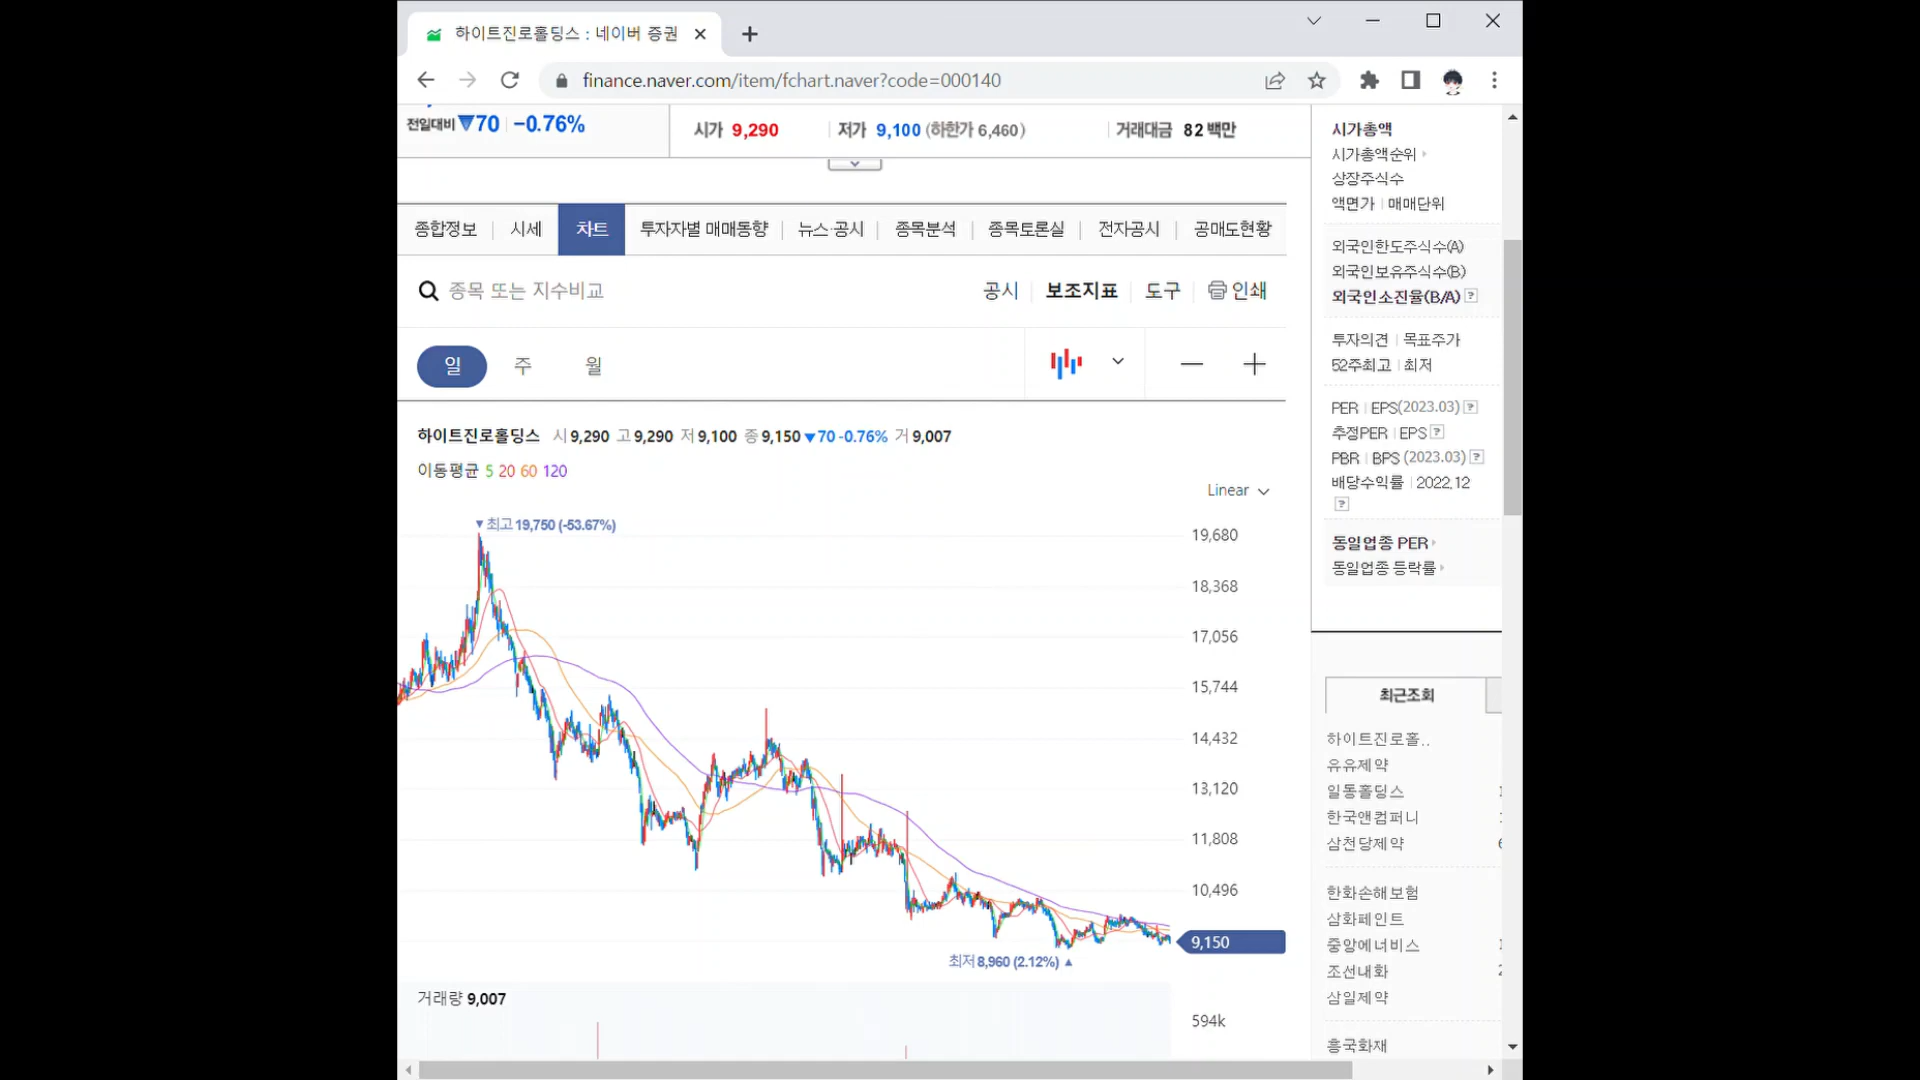 하이트진로홀딩스 : 네이버 증권
finance.naver.com/item/fchart.naver?code=000140
전일대비 ▼70 -0.76%
시가 9,290 저가 9,100 (하한가 6,460) 거래대금 82 백만
종합정보 시세 차트 투자자별 매매동향 뉴스·공시 종목분석 종목토론실 전자공시 공매도현황
종목 또는 지수비교 공시 보조지표 도구 인쇄
일 주 월
하이트진로홀딩스 시 9,290 고 9,290 저 9,100 종 9,150 ▼70 -0.76% 거 9,007
이동평균 5 20 60 120
Linear
▼최고 19,750 (-53.67%)
19,680
18,368
17,056
15,744
14,432
13,120
11,808
10,496
9,150
최저 8,960 (2.12%) ▲
거래량 9,007
594k
시가총액
시가총액순위
상장주식수
액면가 매매단위
외국인한도주식수(A)
외국인보유주식수(B)
외국인소진율(B/A) ?
투자의견 목표주가
52주최고 최저
PER EPS(2023.03) ?
추정PER EPS ?
PBR BPS (2023.03) ?
배당수익률 2022.12
?
동일업종 PER
동일업종 등락률
최근조회
하이트진로홀..
유유제약
일동홀딩스
한국앤컴퍼니
삼천당제약
한화손해보험
삼화페인트
중앙에너비스
조선내화
삼일제약
흥국화재